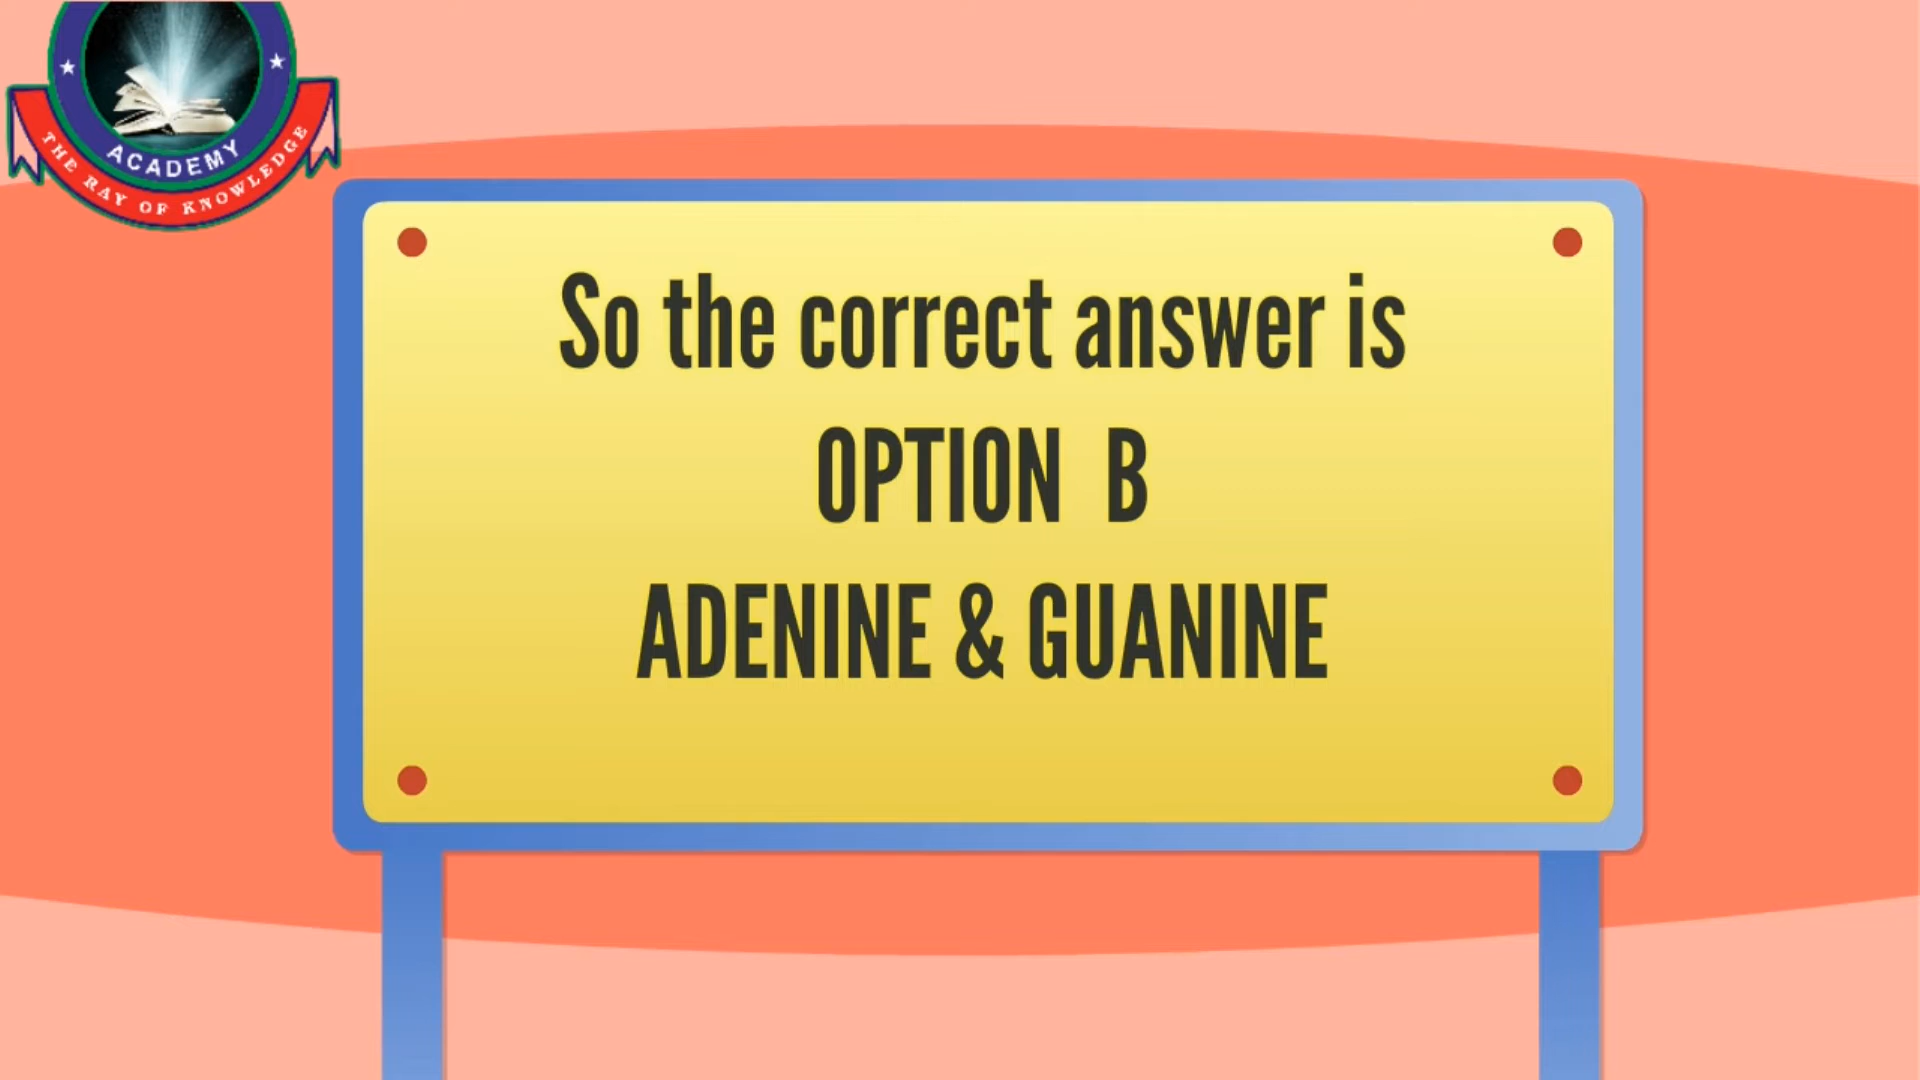 ACADEMY
THE RAY OF KNOWLEDGE
So the correct answer is
OPTION B
ADENINE & GUANINE